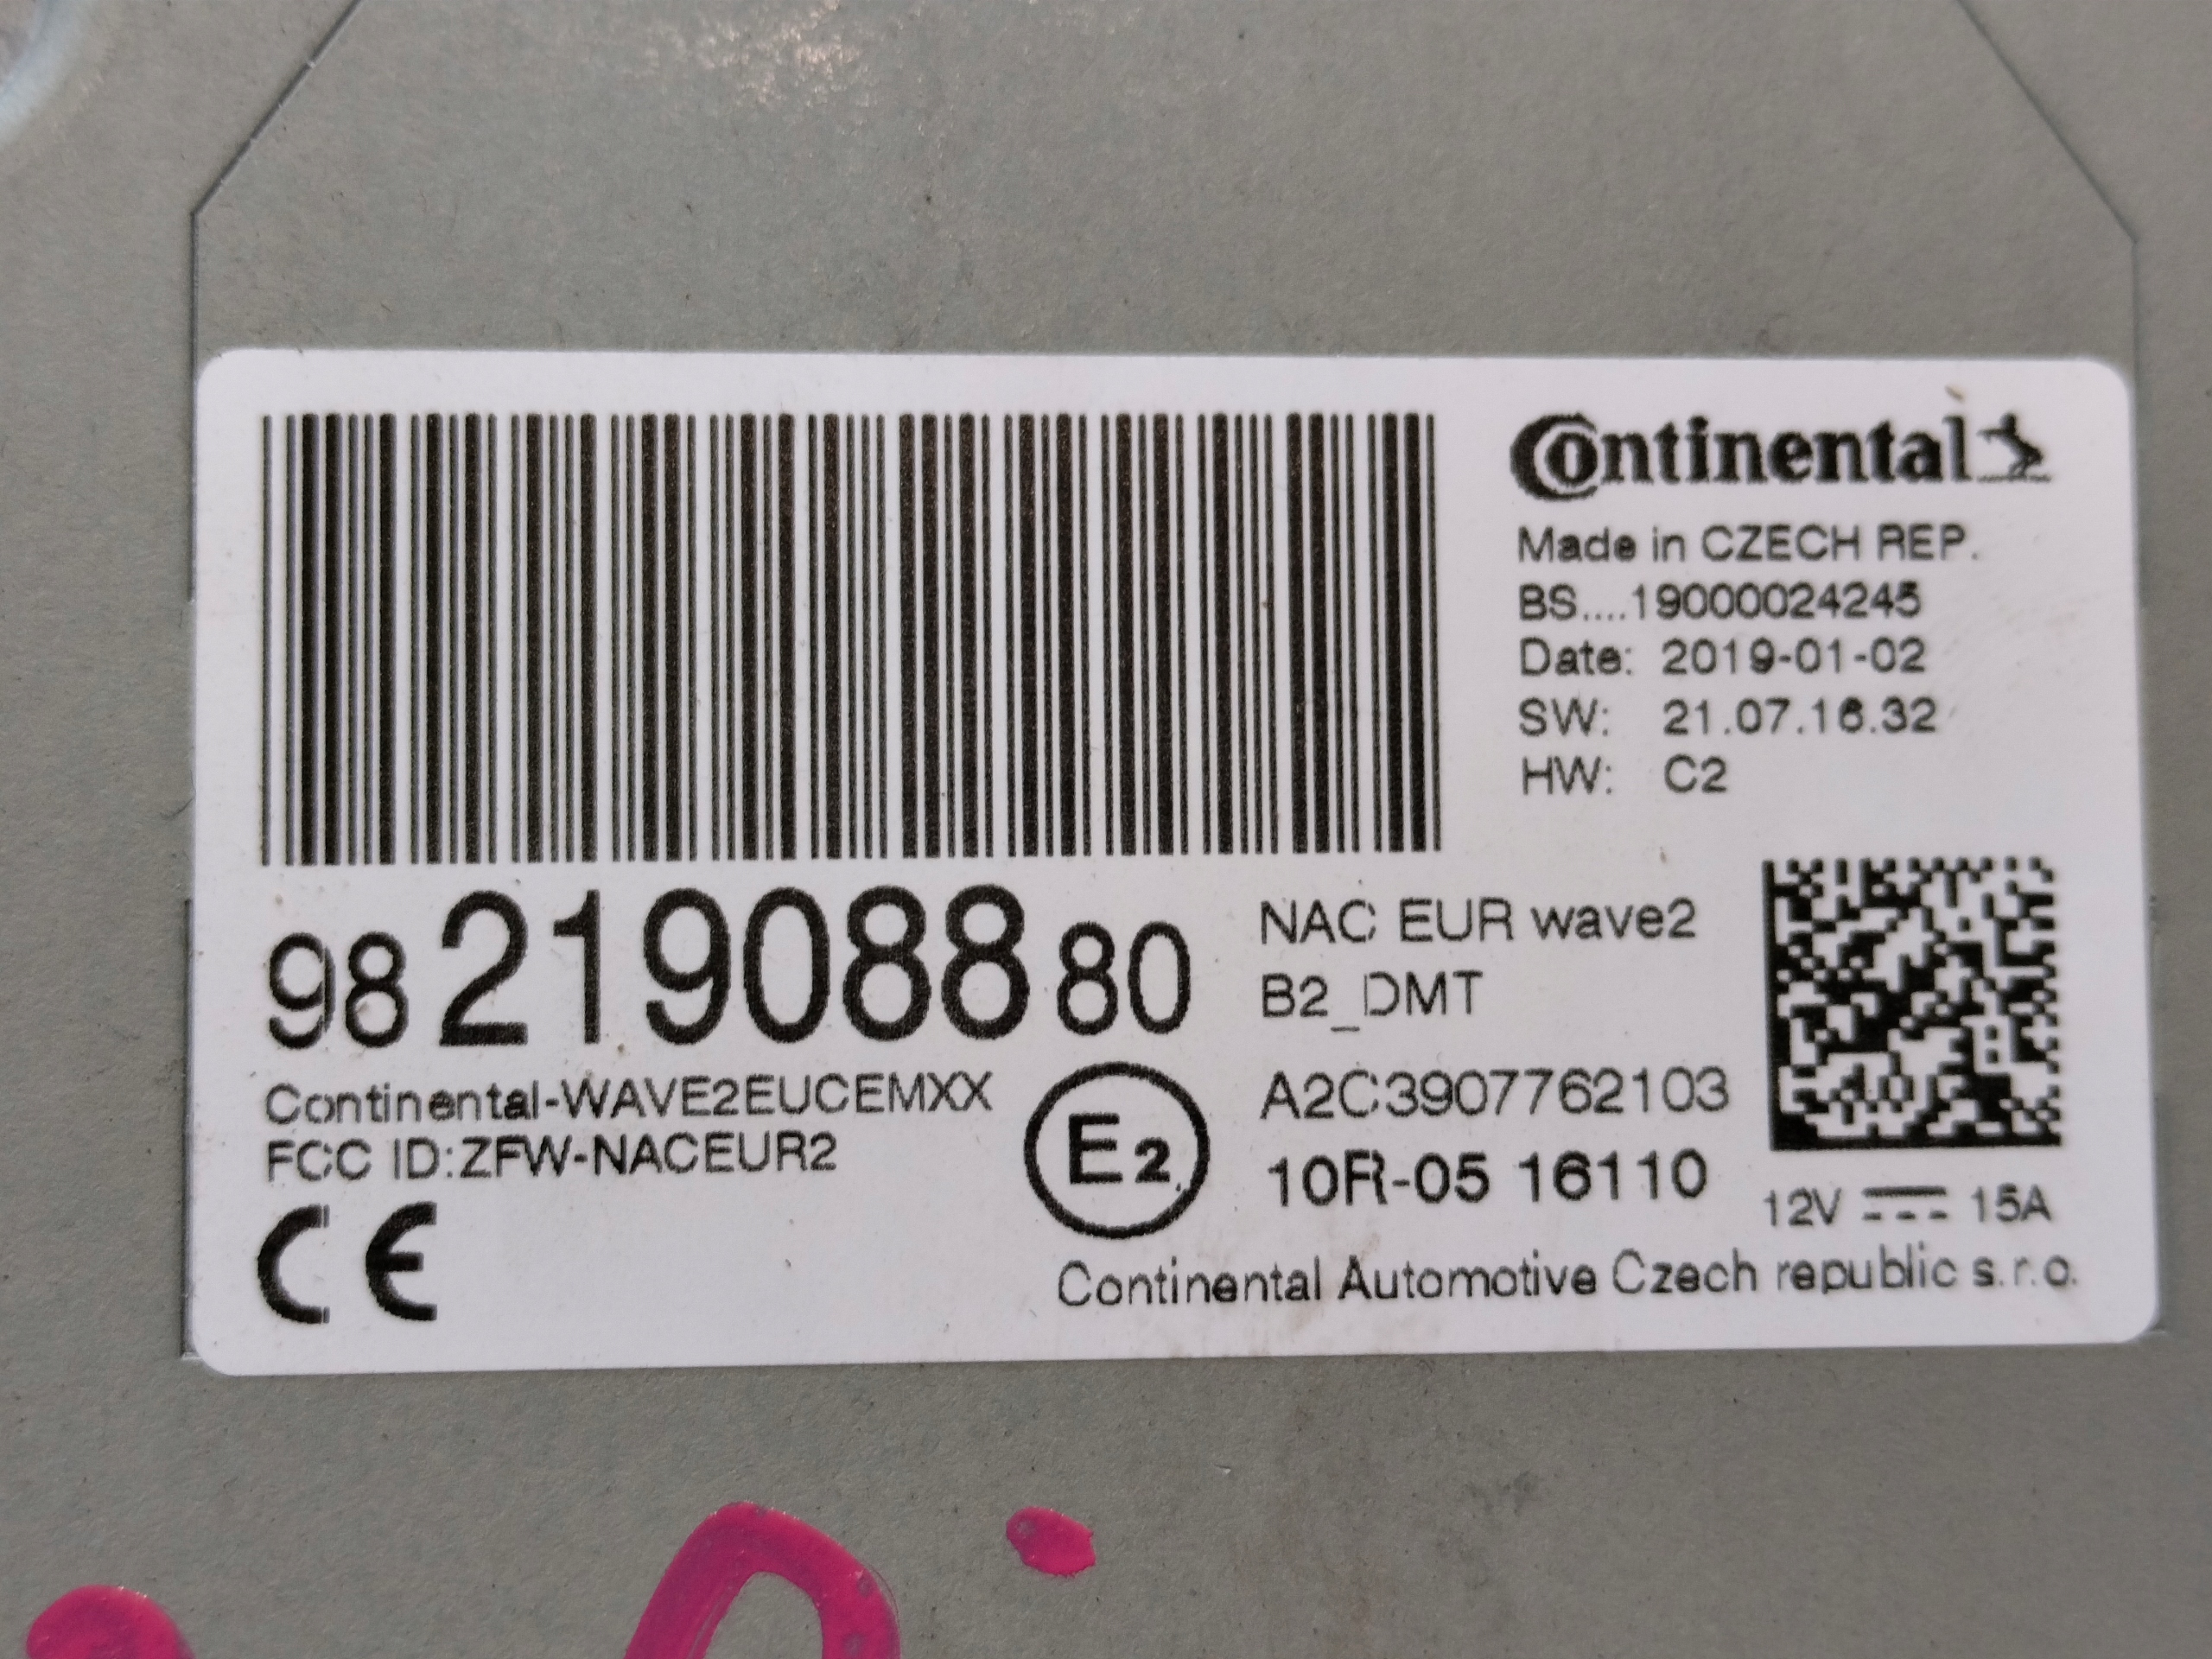 Continental
Made in CZECH REP.
BS....19000024245
Date: 2019-01-02
SW: 21.07.16.32
HW: C2
98 219088 80
NAC EUR wave2
B2_DMT
Continental-WAVE2EUCEMXX
FCC ID:ZFW-NACEUR2
CE
E2
A2C3907762103
10R-05 16110
12V 15A
Continental Automotive Czech republic s.r.o.